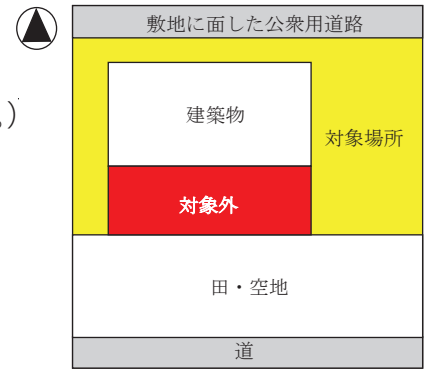 敷地に面した公衆用道路
。）
建築物
対象場所
対象外
田・空地
道